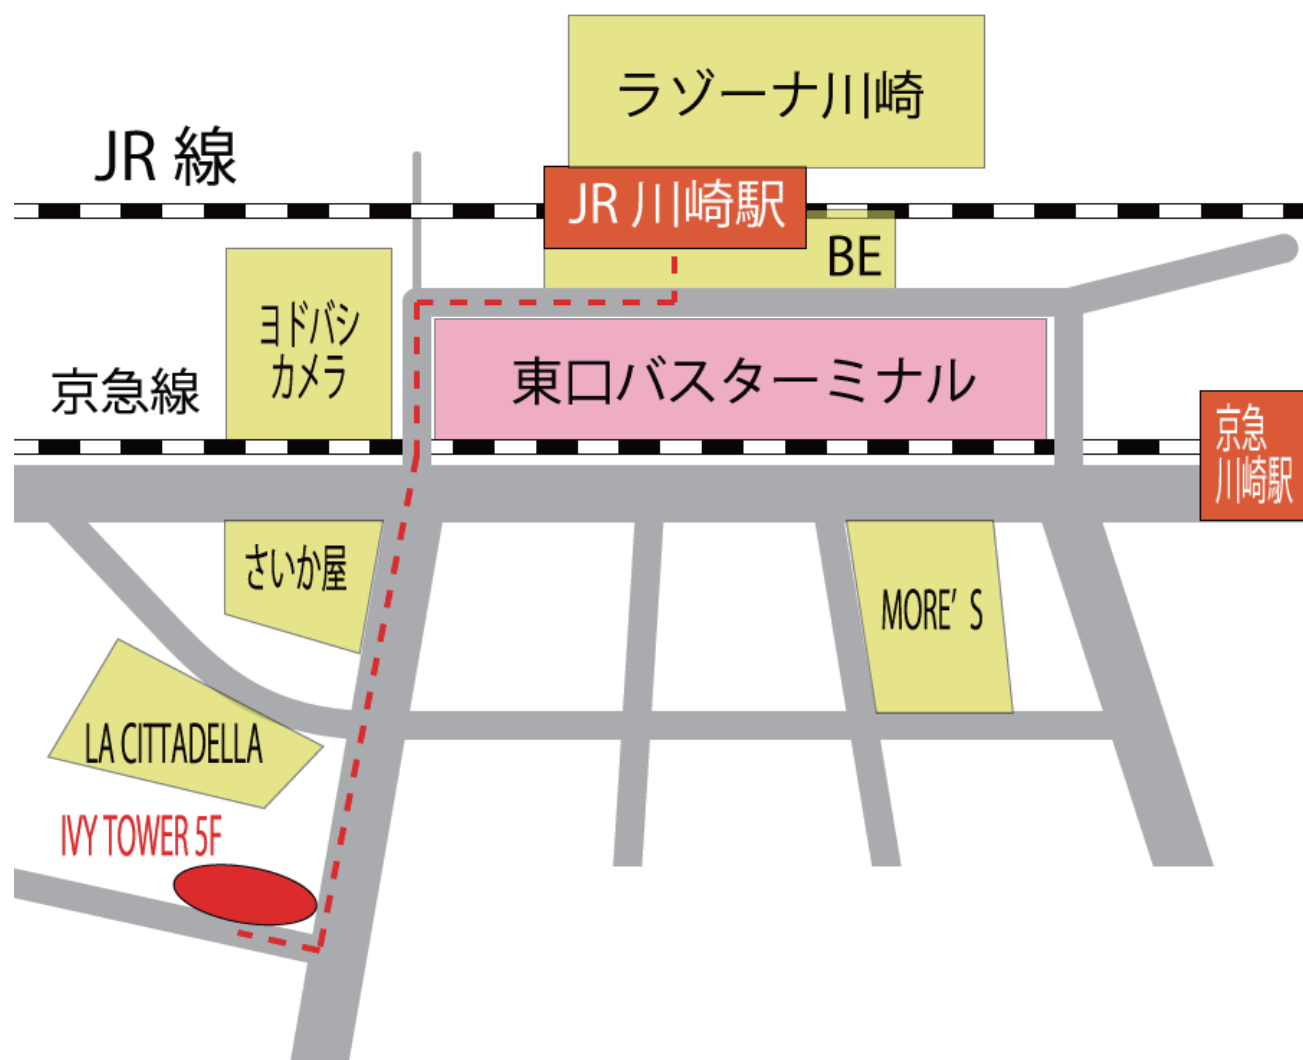 ラゾーナ川崎
JR 線
JR 川崎駅
BE
ヨドバシ
カメラ
東口バスターミナル
京急線
京急
川崎駅
さいか屋
MORE’S
LA CITTADELLA
IVY TOWER 5F